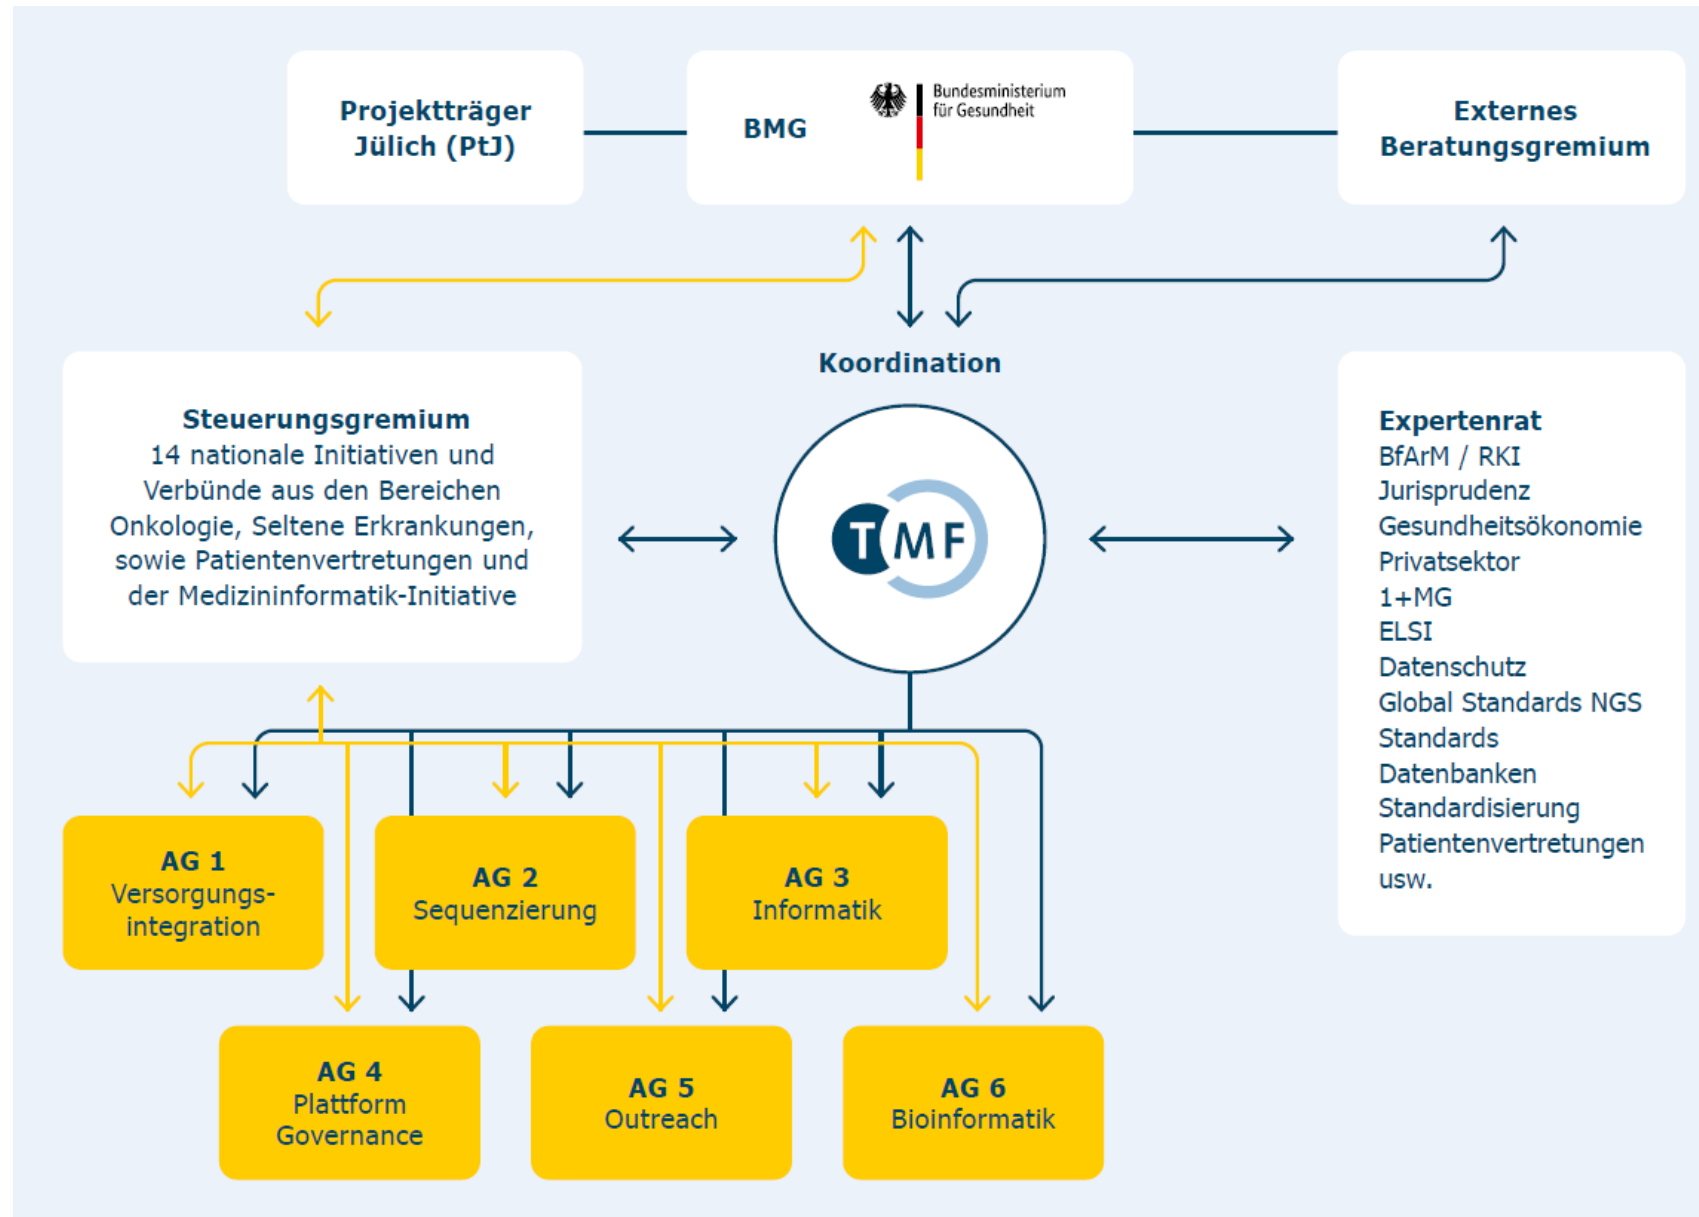 Projektträger
Jülich (PtJ)
BMG
Bundesministerium
für Gesundheit
Externes
Beratungsgremium
Koordination
Steuerungsgremium
14 nationale Initiativen und
Verbünde aus den Bereichen
Onkologie, Seltene Erkrankungen,
sowie Patientenvertretungen und
der Medizininformatik-Initiative
TMF
Expertenrat
BfArM / RKI
Jurisprudenz
Gesundheitsökonomie
Privatsektor
1+MG
ELSI
Datenschutz
Global Standards NGS
Standards
Datenbanken
Standardisierung
Patientenvertretungen
usw.
AG 1
Versorgungs-
integration
AG 2
Sequenzierung
AG 3
Informatik
AG 4
Plattform
Governance
AG 5
Outreach
AG 6
Bioinformatik